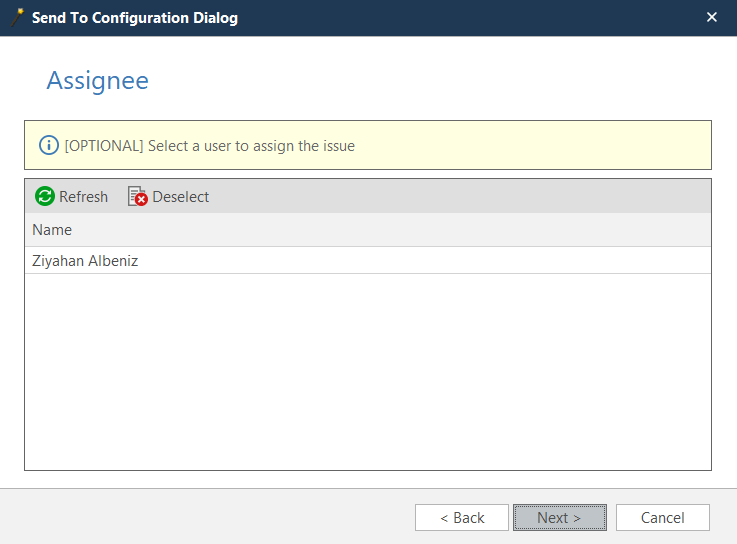 Send To Configuration Dialog
Assignee
[OPTIONAL] Select a user to assign the issue
Refresh Deselect
Name
Ziyahan Albeniz
< Back Next > Cancel